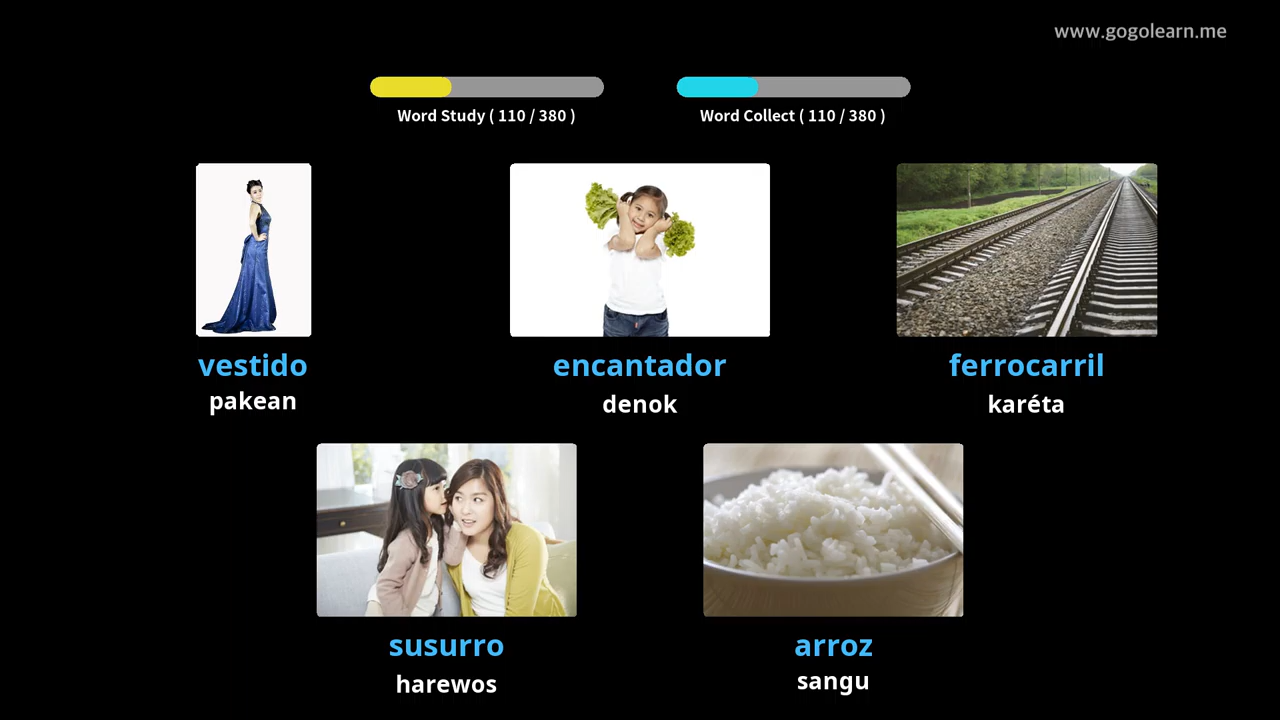 www.gogolearn.me
Word Study ( 110 / 380 )
Word Collect ( 110 / 380 )
vestido
pakean
encantador
denok
ferrocarril
karéta
susurro
harewos
arroz
sangu